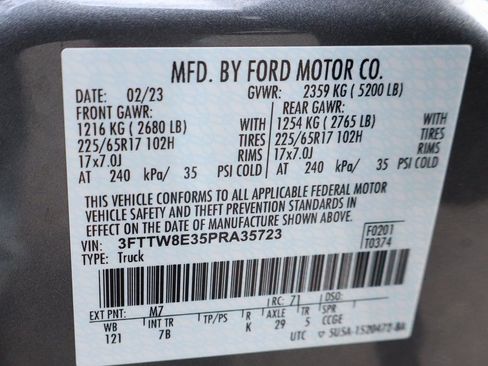 MFD. BY FORD MOTOR CO.
DATE: 02/23 GVWR: 2359 KG ( 5200 LB)
FRONT GAWR: REAR GAWR:
1216 KG ( 2680 LB) WITH 1254 KG ( 2765 LB) WITH
225/65R17 102H TIRES 225/65R17 102H TIRES
17x7.0J RIMS 17x7.0J RIMS
AT 240 kPa/ 35 PSI COLD AT 240 kPa/ 35 PSI COLD
THIS VEHICLE CONFORMS TO ALL APPLICABLE FEDERAL MOTOR
VEHICLE SAFETY AND THEFT PREVENTION STANDARDS IN
EFFECT ON THE DATE OF MANUFACTURE SHOWN ABOVE.
VIN: 3FTTW8E35PRA35723 F0201
TYPE: Truck T0374
EXT PNT: M7 RC: 71 DSO:
WB INT TR TP/PS R AXLE TR SPR
121 7B K 29 5 CCGE
UTC 5U5A-1520472-BA